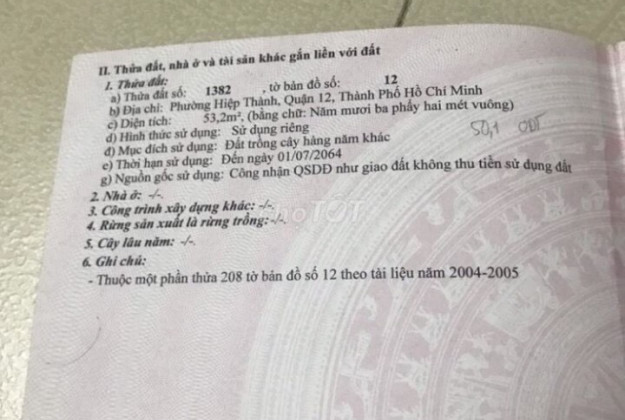 II. Thửa đất, nhà ở và tài sản khác gắn liền với đất
1. Thửa đất:
a) Thửa đất số: 1382 , tờ bản đồ số: 12
b) Địa chỉ: Phường Hiệp Thành, Quận 12, Thành Phố Hồ Chí Minh
c) Diện tích: 53,2m², (bằng chữ: Năm mươi ba phẩy hai mét vuông)
d) Hình thức sử dụng: Sử dụng riêng
đ) Mục đích sử dụng: Đất trồng cây hàng năm khác
50,1 ODT
e) Thời hạn sử dụng: Đến ngày 01/07/2064
g) Nguồn gốc sử dụng: Công nhận QSDĐ như giao đất không thu tiền sử dụng đất
2. Nhà ở: -/-.
3. Công trình xây dựng khác: -/-.
4. Rừng sản xuất là rừng trồng: -/-.
5. Cây lâu năm: -/-.
6. Ghi chú:
- Thuộc một phần thửa 208 tờ bản đồ số 12 theo tài liệu năm 2004-2005